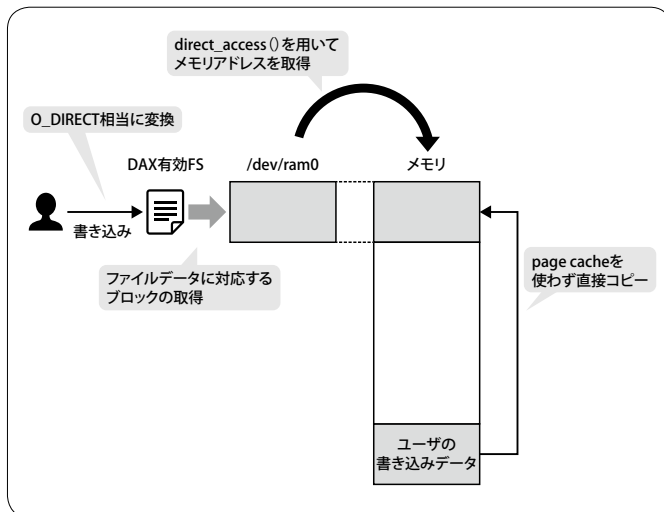 direct_access()を用いて
メモリアドレスを取得
O_DIRECT相当に変換
DAX有効FS
/dev/ram0
メモリ
書き込み
ファイルデータに対応する
ブロックの取得
page cacheを
使わず直接コピー
ユーザの
書き込みデータ